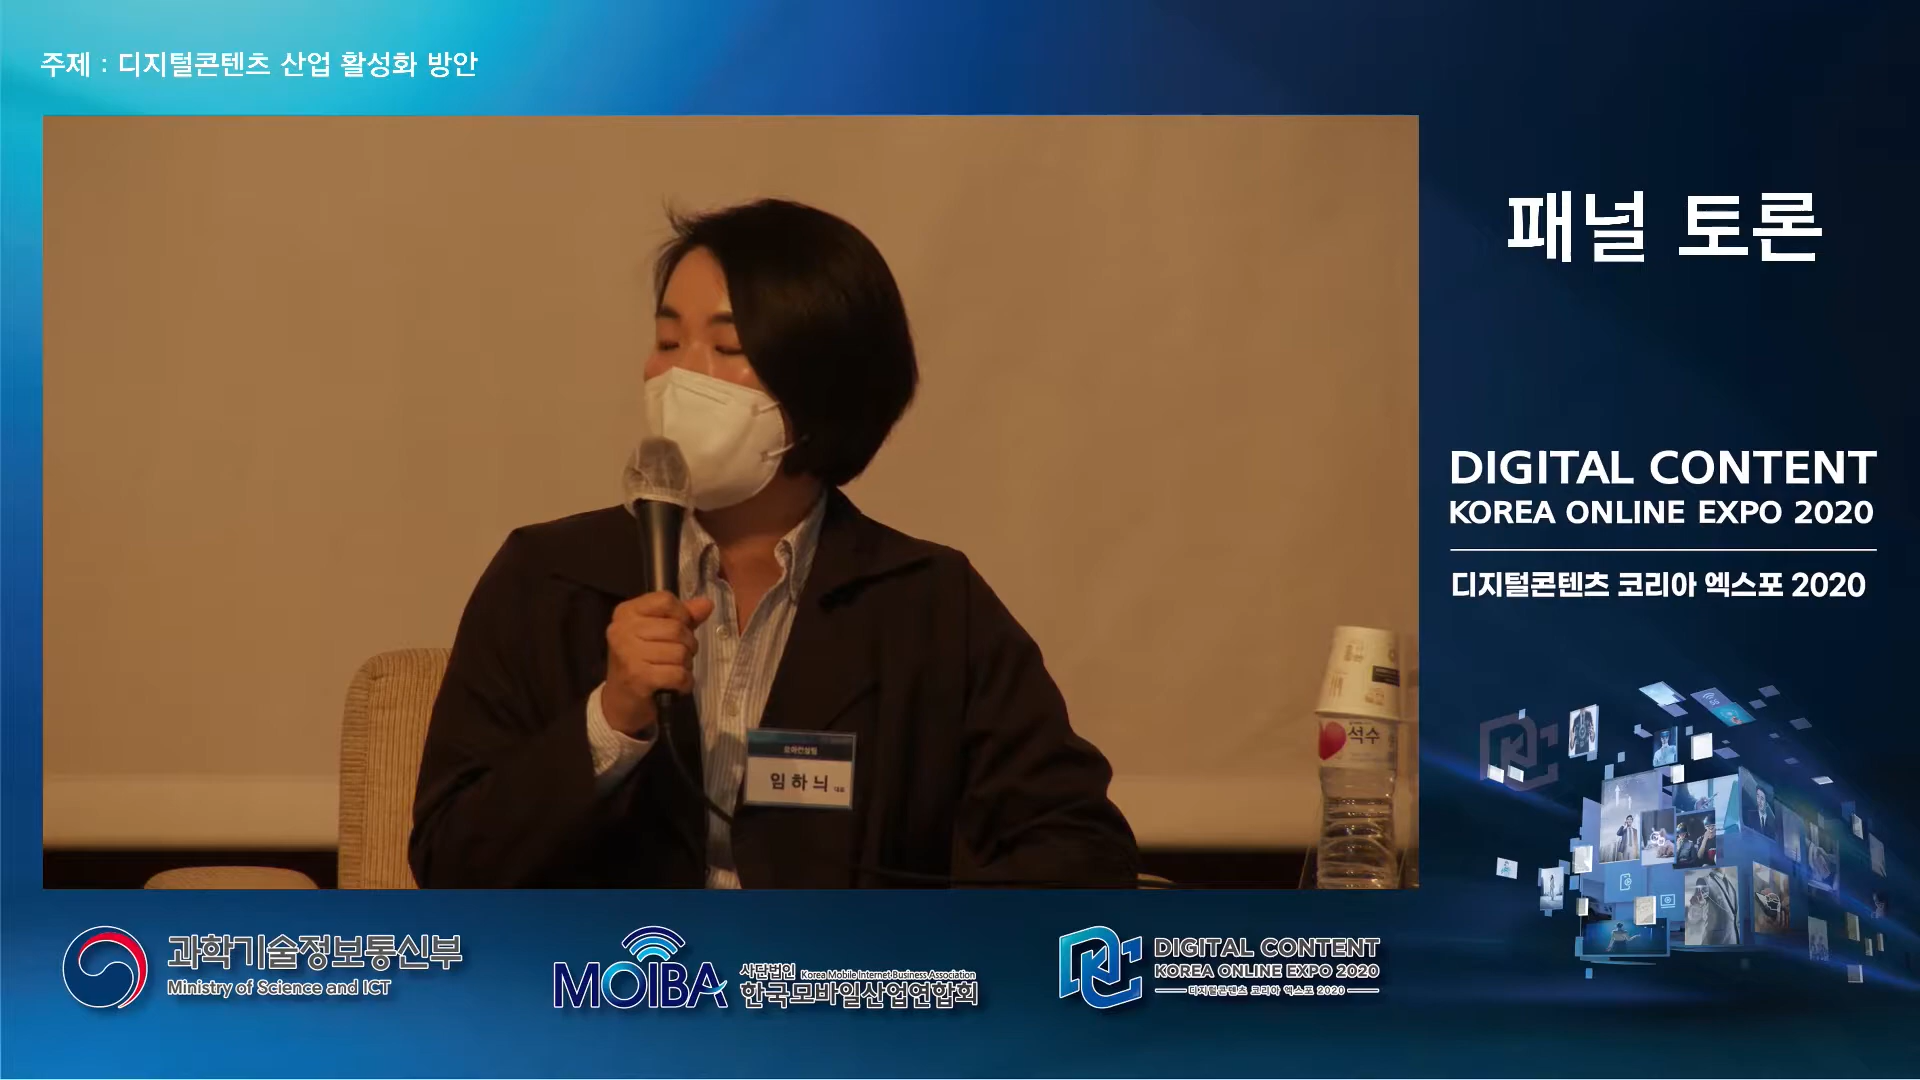 주제 : 디지털콘텐츠 산업 활성화 방안
패널 토론
DIGITAL CONTENT
KOREA ONLINE EXPO 2020
디지털콘텐츠 코리아 엑스포 2020
임하늬 대표
석수
과학기술정보통신부
Ministry of Science and ICT
MOIBA
사단법인 Korea Mobile Internet Business Association
한국모바일산업연합회
DIGITAL CONTENT
KOREA ONLINE EXPO 2020
디지털콘텐츠 코리아 엑스포 2020